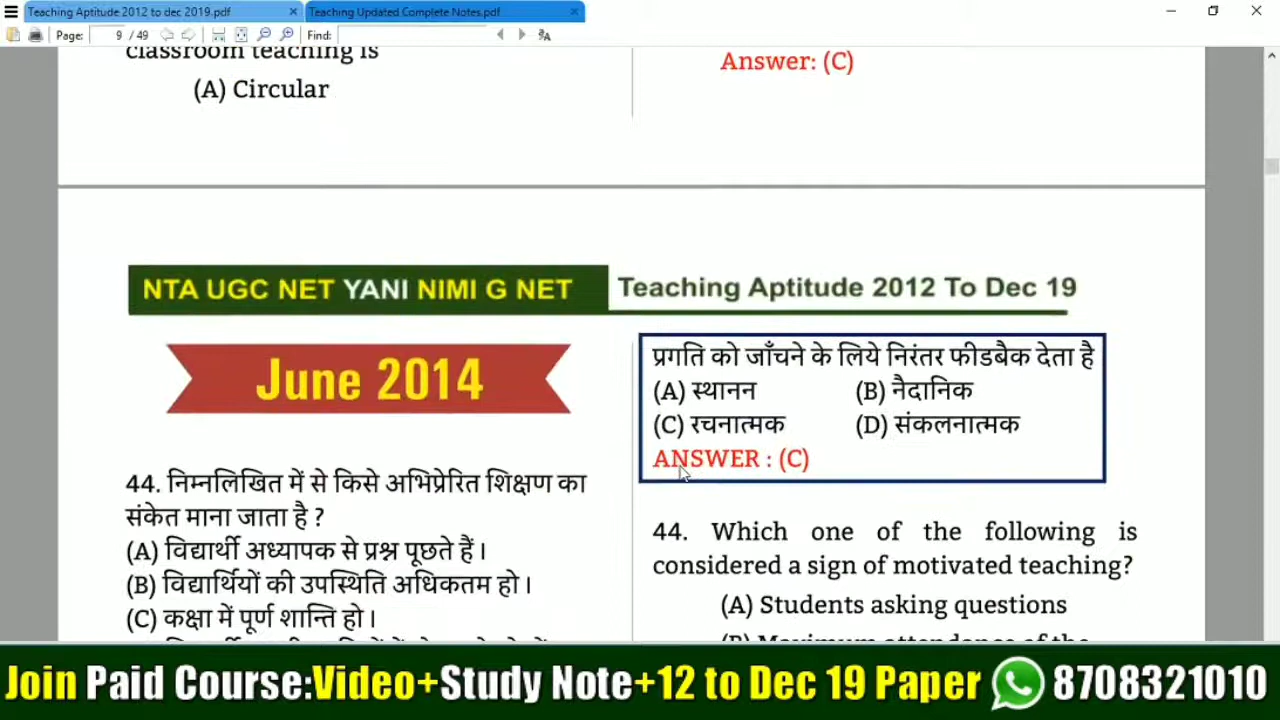 Teaching Aptitude 2012 to dec 2019.pdf
Teaching Updated Complete Notes.pdf
Page: 9 / 49 Find:
classroom teaching is
(A) Circular
Answer: (C)
NTA UGC NET YANI NIMI G NET
Teaching Aptitude 2012 To Dec 19
June 2014
44. निम्नलिखित में से किसे अभिप्रेरित शिक्षण का
संकेत माना जाता है ?
(A) विद्यार्थी अध्यापक से प्रश्न पूछते हैं ।
(B) विद्यार्थियों की उपस्थिति अधिकतम हो ।
(C) कक्षा में पूर्ण शान्ति हो ।
प्रगति को जाँचने के लिये निरंतर फीडबैक देता है
(A) स्थानन (B) नैदानिक
(C) रचनात्मक (D) संकलनात्मक
ANSWER : (C)
44. Which one of the following is
considered a sign of motivated teaching?
(A) Students asking questions
(B) Maximum attendance of the
Join Paid Course:Video+Study Note+12 to Dec 19 Paper 8708321010